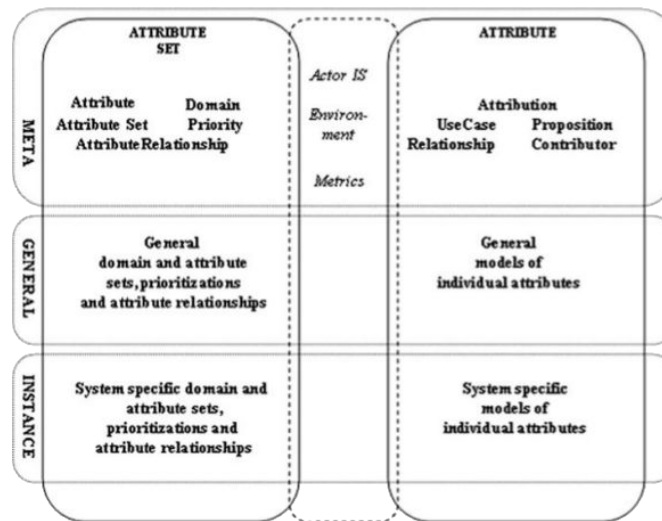 ATTRIBUTE
SET
ATTRIBUTE
META
Actor IS
Environ-
ment
Metrics
Attribute Domain
Attribute Set Priority
AttributeRelationship
Attribution
UseCase Proposition
Relationship Contributor
GENERAL
General
domain and attribute
sets,prioritizations
and attribute relationships
General
models of
individual attributes
INSTANCE
System specific domain and
attribute sets,
prioritizations and
attribute relationships
System specific
models of
individual attributes